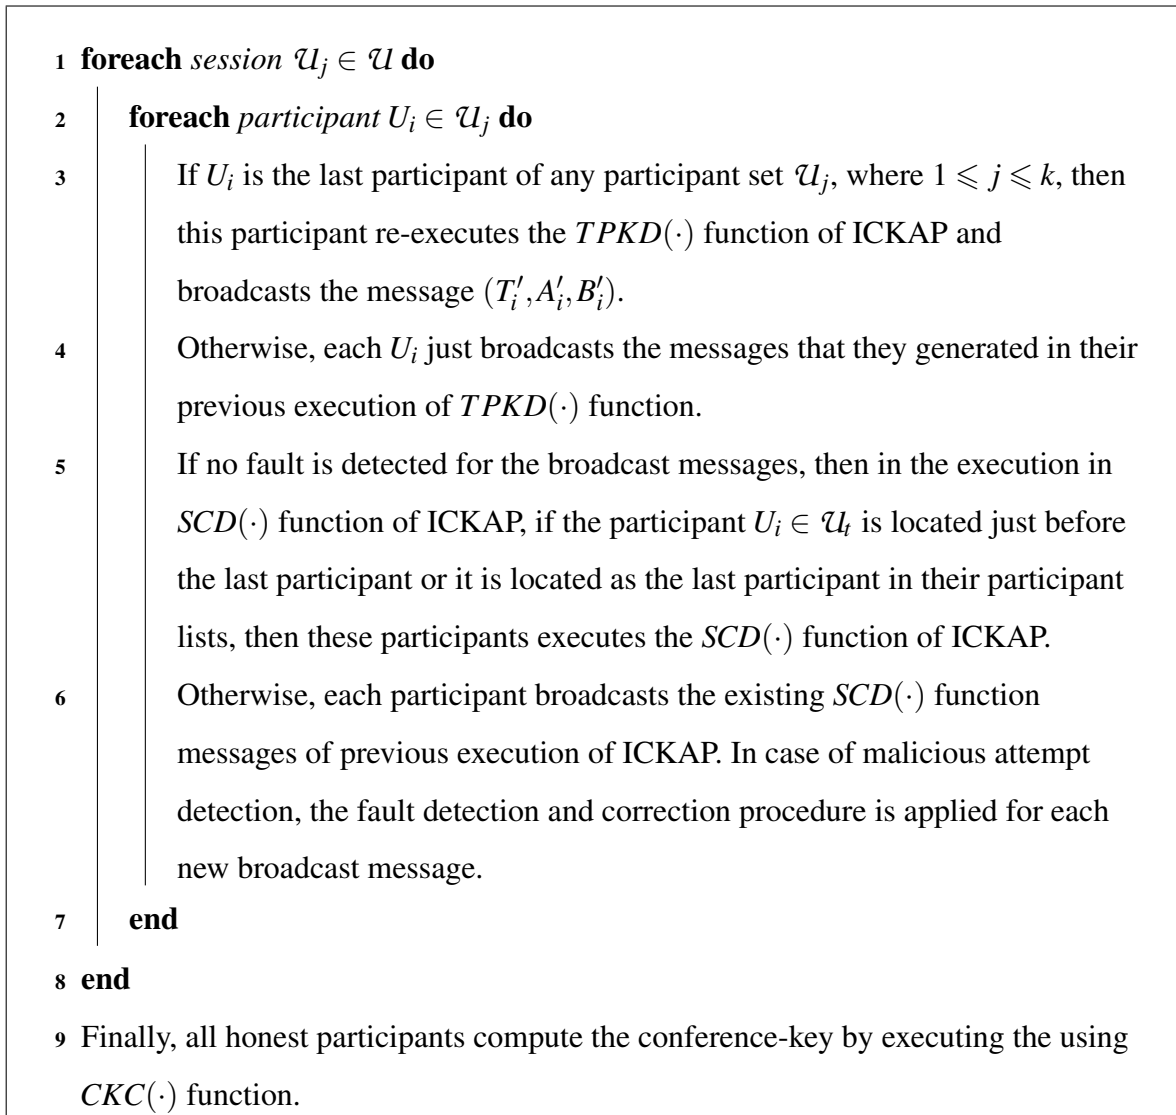 1 foreach session 𝒰_j ∈ 𝒰 do
2 foreach participant U_i ∈ 𝒰_j do
3 If U_i is the last participant of any participant set 𝒰_j, where 1 ⩽ j ⩽ k, then
this participant re-executes the TPKD(·) function of ICKAP and
broadcasts the message (T′_i, A′_i, B′_i).
4 Otherwise, each U_i just broadcasts the messages that they generated in their
previous execution of TPKD(·) function.
5 If no fault is detected for the broadcast messages, then in the execution in
SCD(·) function of ICKAP, if the participant U_i ∈ 𝒰_t is located just before
the last participant or it is located as the last participant in their participant
lists, then these participants executes the SCD(·) function of ICKAP.
6 Otherwise, each participant broadcasts the existing SCD(·) function
messages of previous execution of ICKAP. In case of malicious attempt
detection, the fault detection and correction procedure is applied for each
new broadcast message.
7 end
8 end
9 Finally, all honest participants compute the conference-key by executing the using
CKC(·) function.